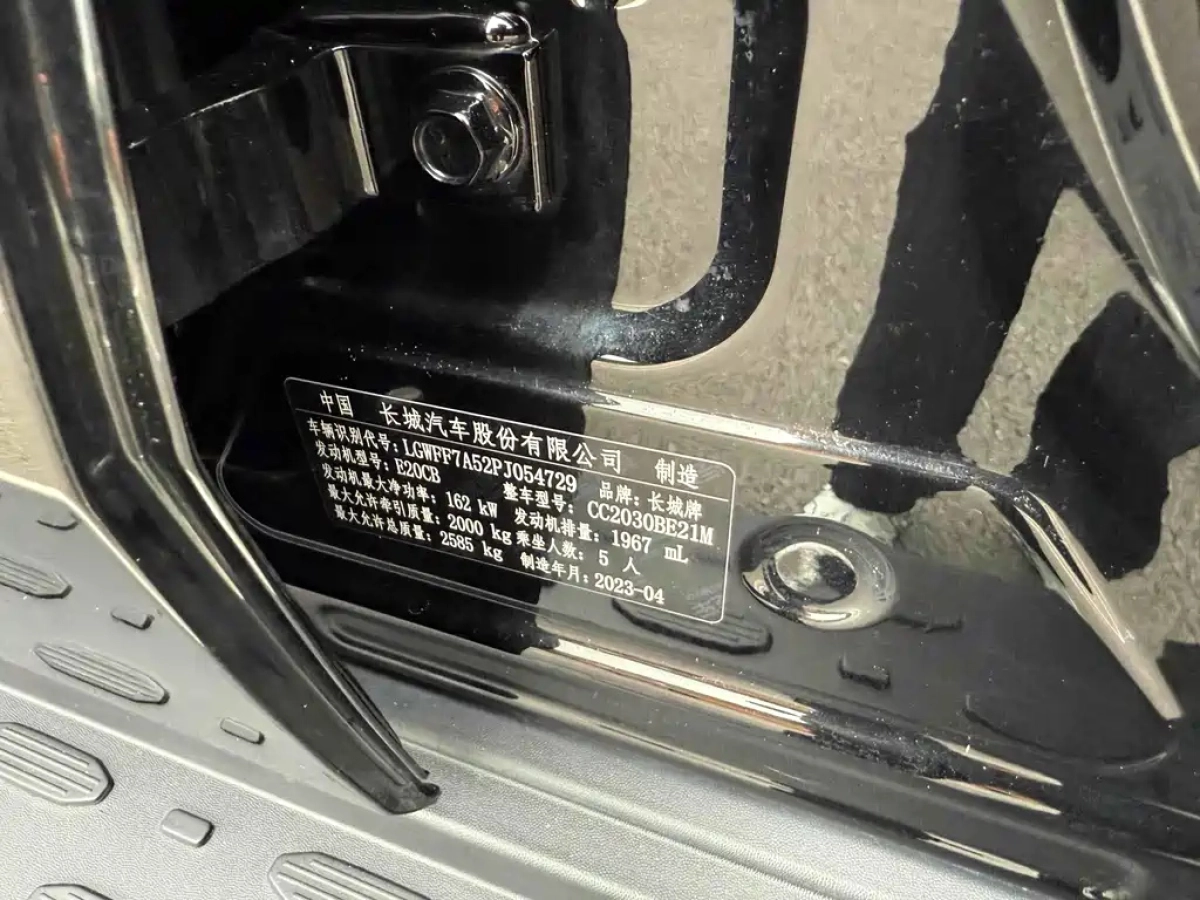 中国 长城汽车股份有限公司 制造
车辆识别代号：LGWFF7A52PJ054729 品牌：长城牌
发动机型号：E20CB 整车型号：CC2030BE21M
发动机最大净功率：162 kW 发动机排量：1967 mL
最大允许牵引质量：2000 kg 乘坐人数：5 人
最大允许总质量：2585 kg 制造年月：2023-04